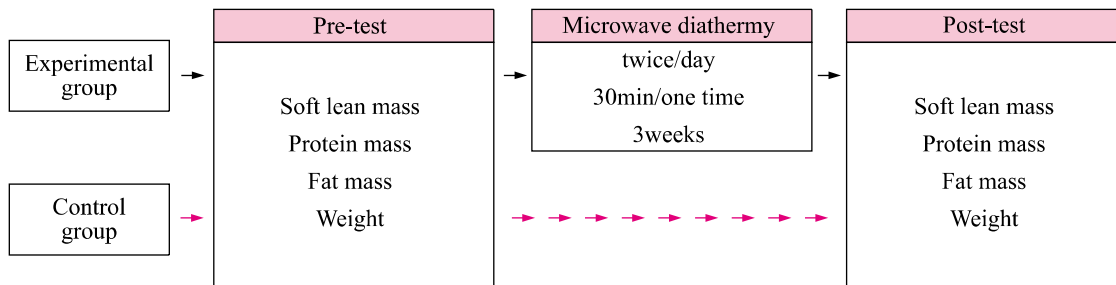 Experimental
group
Control
group
Pre-test
Soft lean mass
Protein mass
Fat mass
Weight
Microwave diathermy
twice/day
30min/one time
3weeks
Post-test
Soft lean mass
Protein mass
Fat mass
Weight